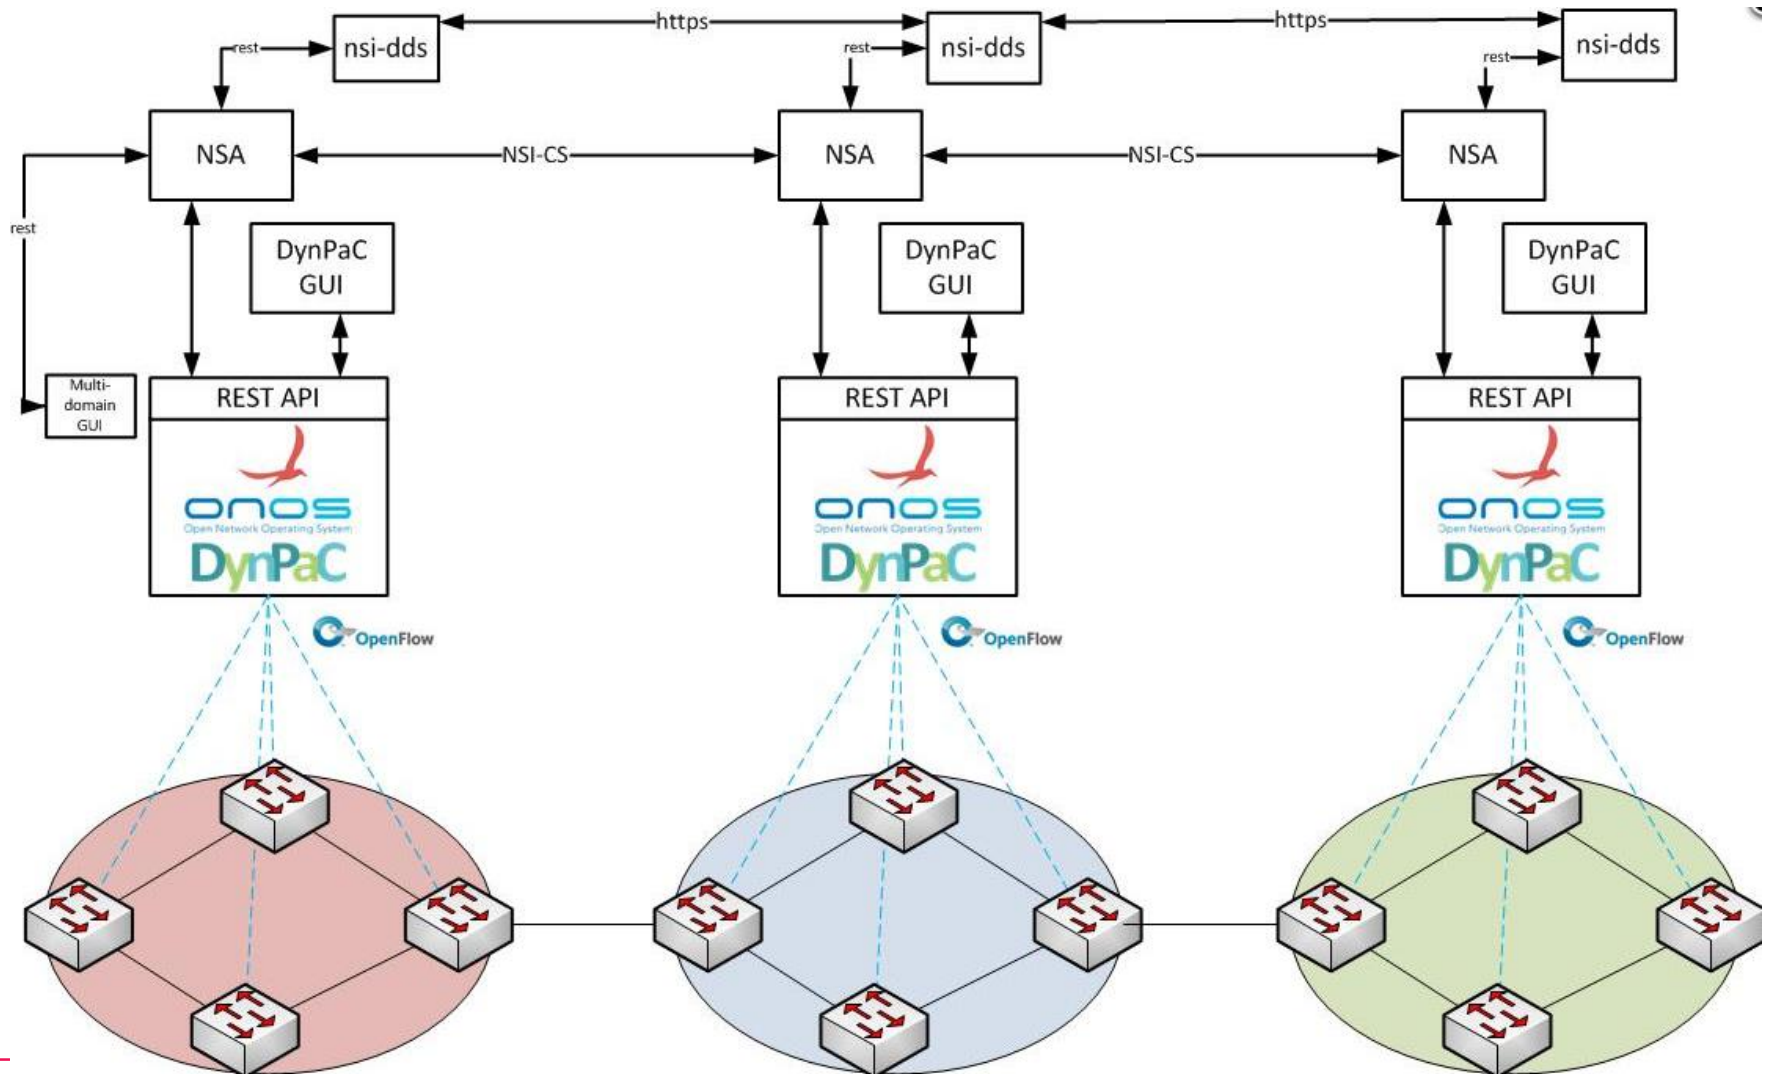 https
https
nsi-dds
nsi-dds
nsi-dds
rest
rest
rest
NSA
NSI-CS
NSA
NSI-CS
NSA
rest
DynPaC
GUI
DynPaC
GUI
DynPaC
GUI
Multi-
domain
GUI
REST API
REST API
REST API
onos
Open Network Operating System
DynPaC
onos
Open Network Operating System
DynPaC
onos
Open Network Operating System
DynPaC
OpenFlow
OpenFlow
OpenFlow